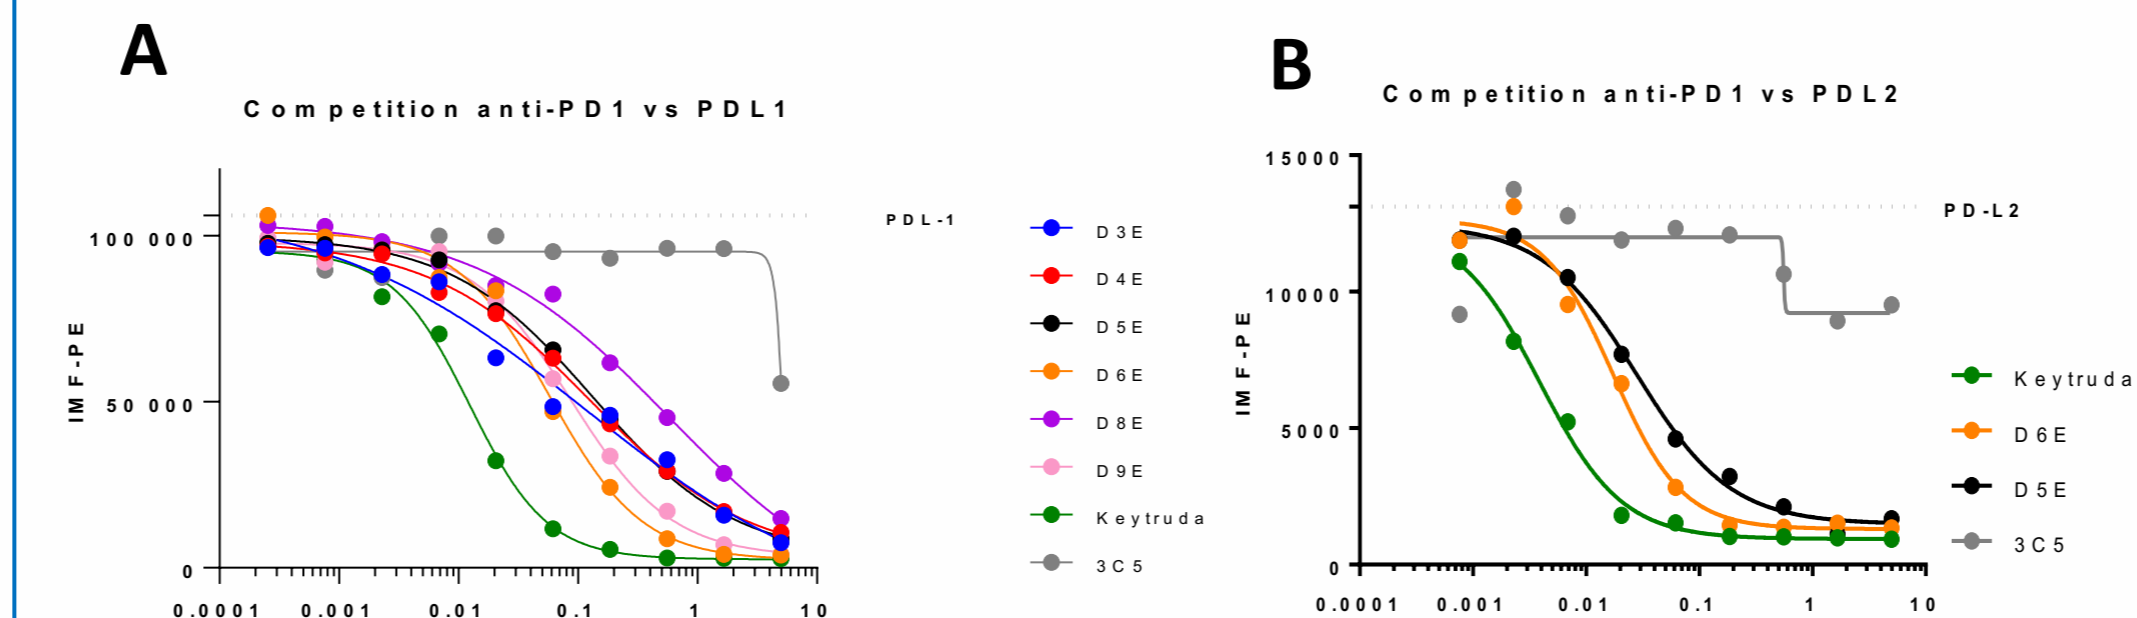 A
Competition anti-PD1 vs PDL1
IMF-PE
100 000
50 000
0
0.0001 0.001 0.01 0.1 1 10
PDL-1
D3E
D4E
D5E
D6E
D8E
D9E
Keytruda
3C5
B
Competition anti-PD1 vs PDL2
IMF-PE
15000
10000
5000
0
0.0001 0.001 0.01 0.1 1 10
PD-L2
Keytruda
D6E
D5E
3C5